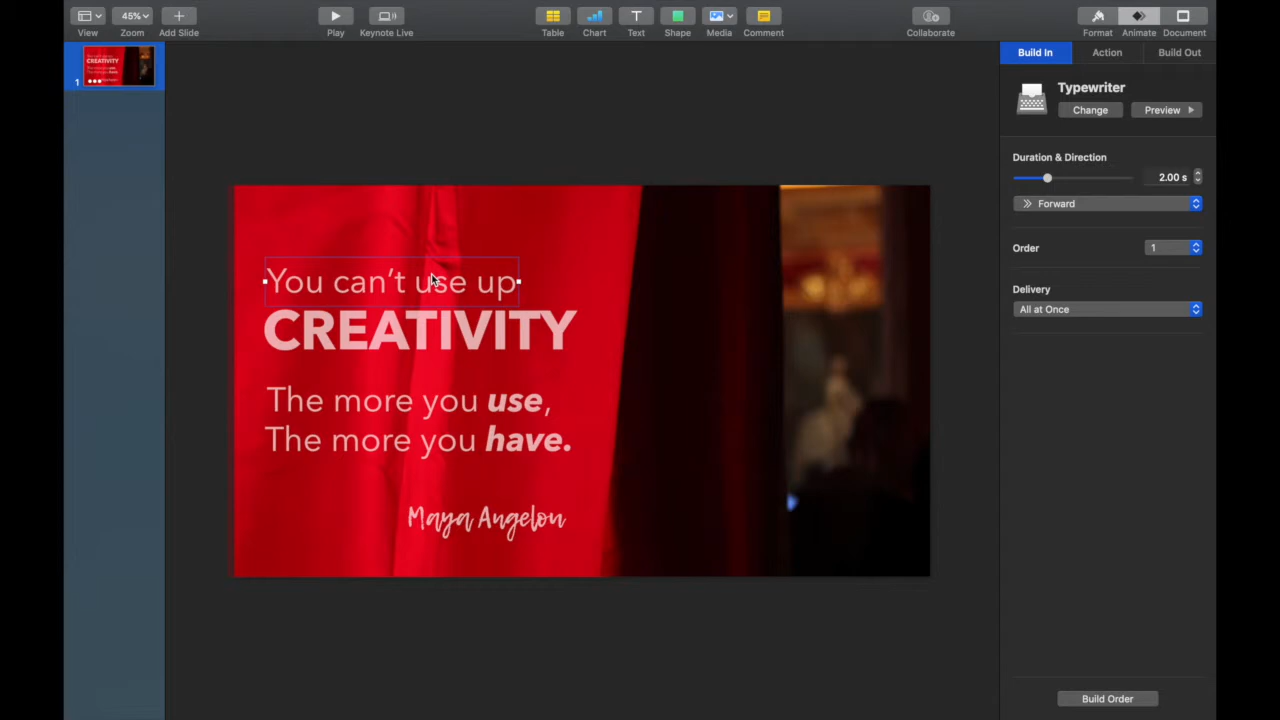 45%
View
Zoom
Add Slide
Play
Keynote Live
Table
Chart
Text
Shape
Media
Comment
Collaborate
Format
Animate
Document
1
Build In
Action
Build Out
Typewriter
Change
Preview
Duration & Direction
2.00 s
Forward
Order
1
Delivery
All at Once
Build Order
You can’t use up
CREATIVITY
The more you use,
The more you have.
Maya Angelou